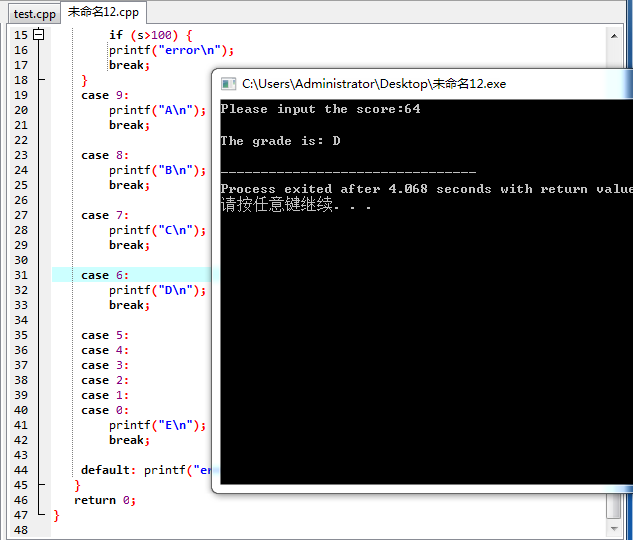 test.cpp 未命名12.cpp
15 if (s>100) {
16 printf("error\n");
17 break;
18 }
19 case 9:
20 printf("A\n");
21 break;
22
23 case 8:
24 printf("B\n");
25 break;
26
27 case 7:
28 printf("C\n");
29 break;
30
31 case 6:
32 printf("D\n");
33 break;
34
35 case 5:
36 case 4:
37 case 3:
38 case 2:
39 case 1:
40 case 0:
41 printf("E\n");
42 break;
43
44 default: printf("er
45 }
46 return 0;
47 }
48
C:\Users\Administrator\Desktop\未命名12.exe
Please input the score:64
The grade is: D
--------------------------------
Process exited after 4.068 seconds with return value
请按任意键继续. . .